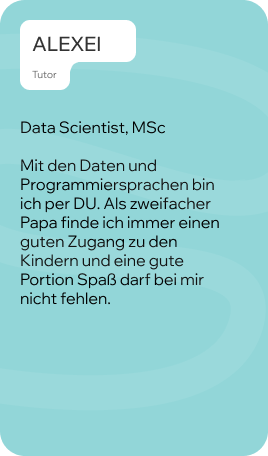 ALEXEI
Tutor
Data Scientist, MSc
Mit den Daten und
Programmiersprachen bin
ich per DU. Als zweifacher
Papa finde ich immer einen
guten Zugang zu den
Kindern und eine gute
Portion Spaß darf bei mir
nicht fehlen.